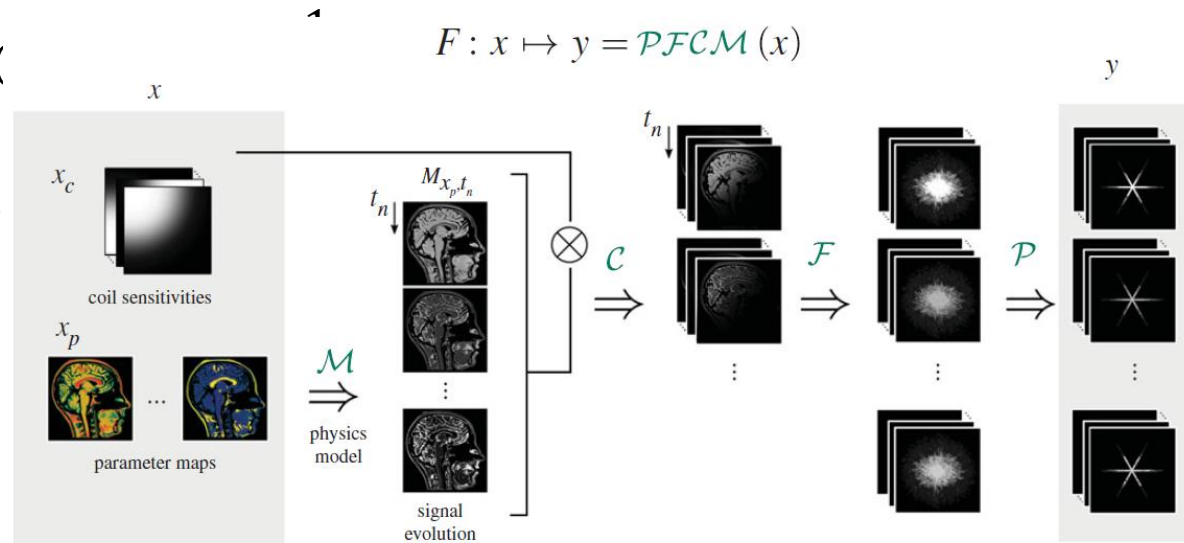 F : x ↦ y = 𝒫ℱ𝒞ℳ (x)
x
y
x_c
coil sensitivities
x_p
...
parameter maps
ℳ
physics
model
t_n
M_{x_p,t_n}
⋮
signal
evolution
⊗
𝒞
t_n
⋮
ℱ
⋮
𝒫
⋮